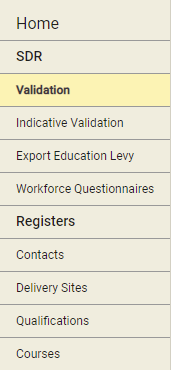 Home
SDR
Validation
Indicative Validation
Export Education Levy
Workforce Questionnaires
Registers
Contacts
Delivery Sites
Qualifications
Courses